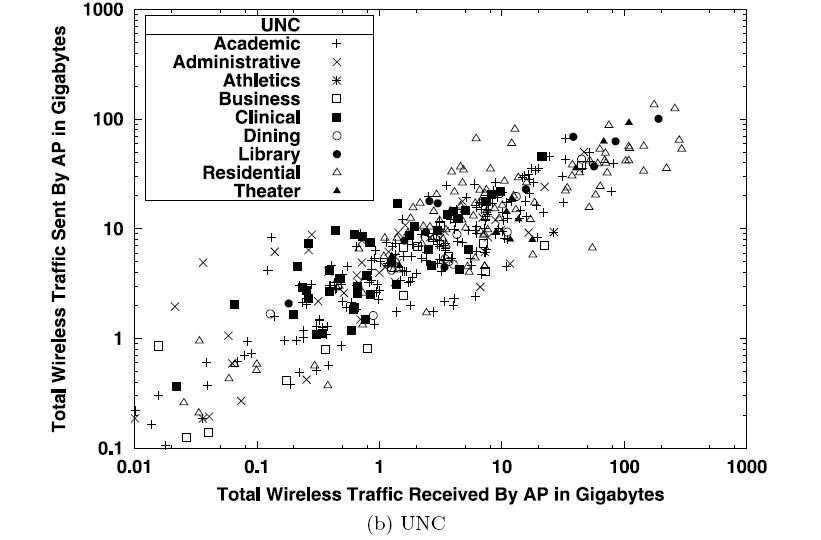 1000
100
10
1
0.1
Total Wireless Traffic Sent By AP in Gigabytes
UNC
Academic
Administrative
Athletics
Business
Clinical
Dining
Library
Residential
Theater
0.01 0.1 1 10 100 1000
Total Wireless Traffic Received By AP in Gigabytes
(b) UNC